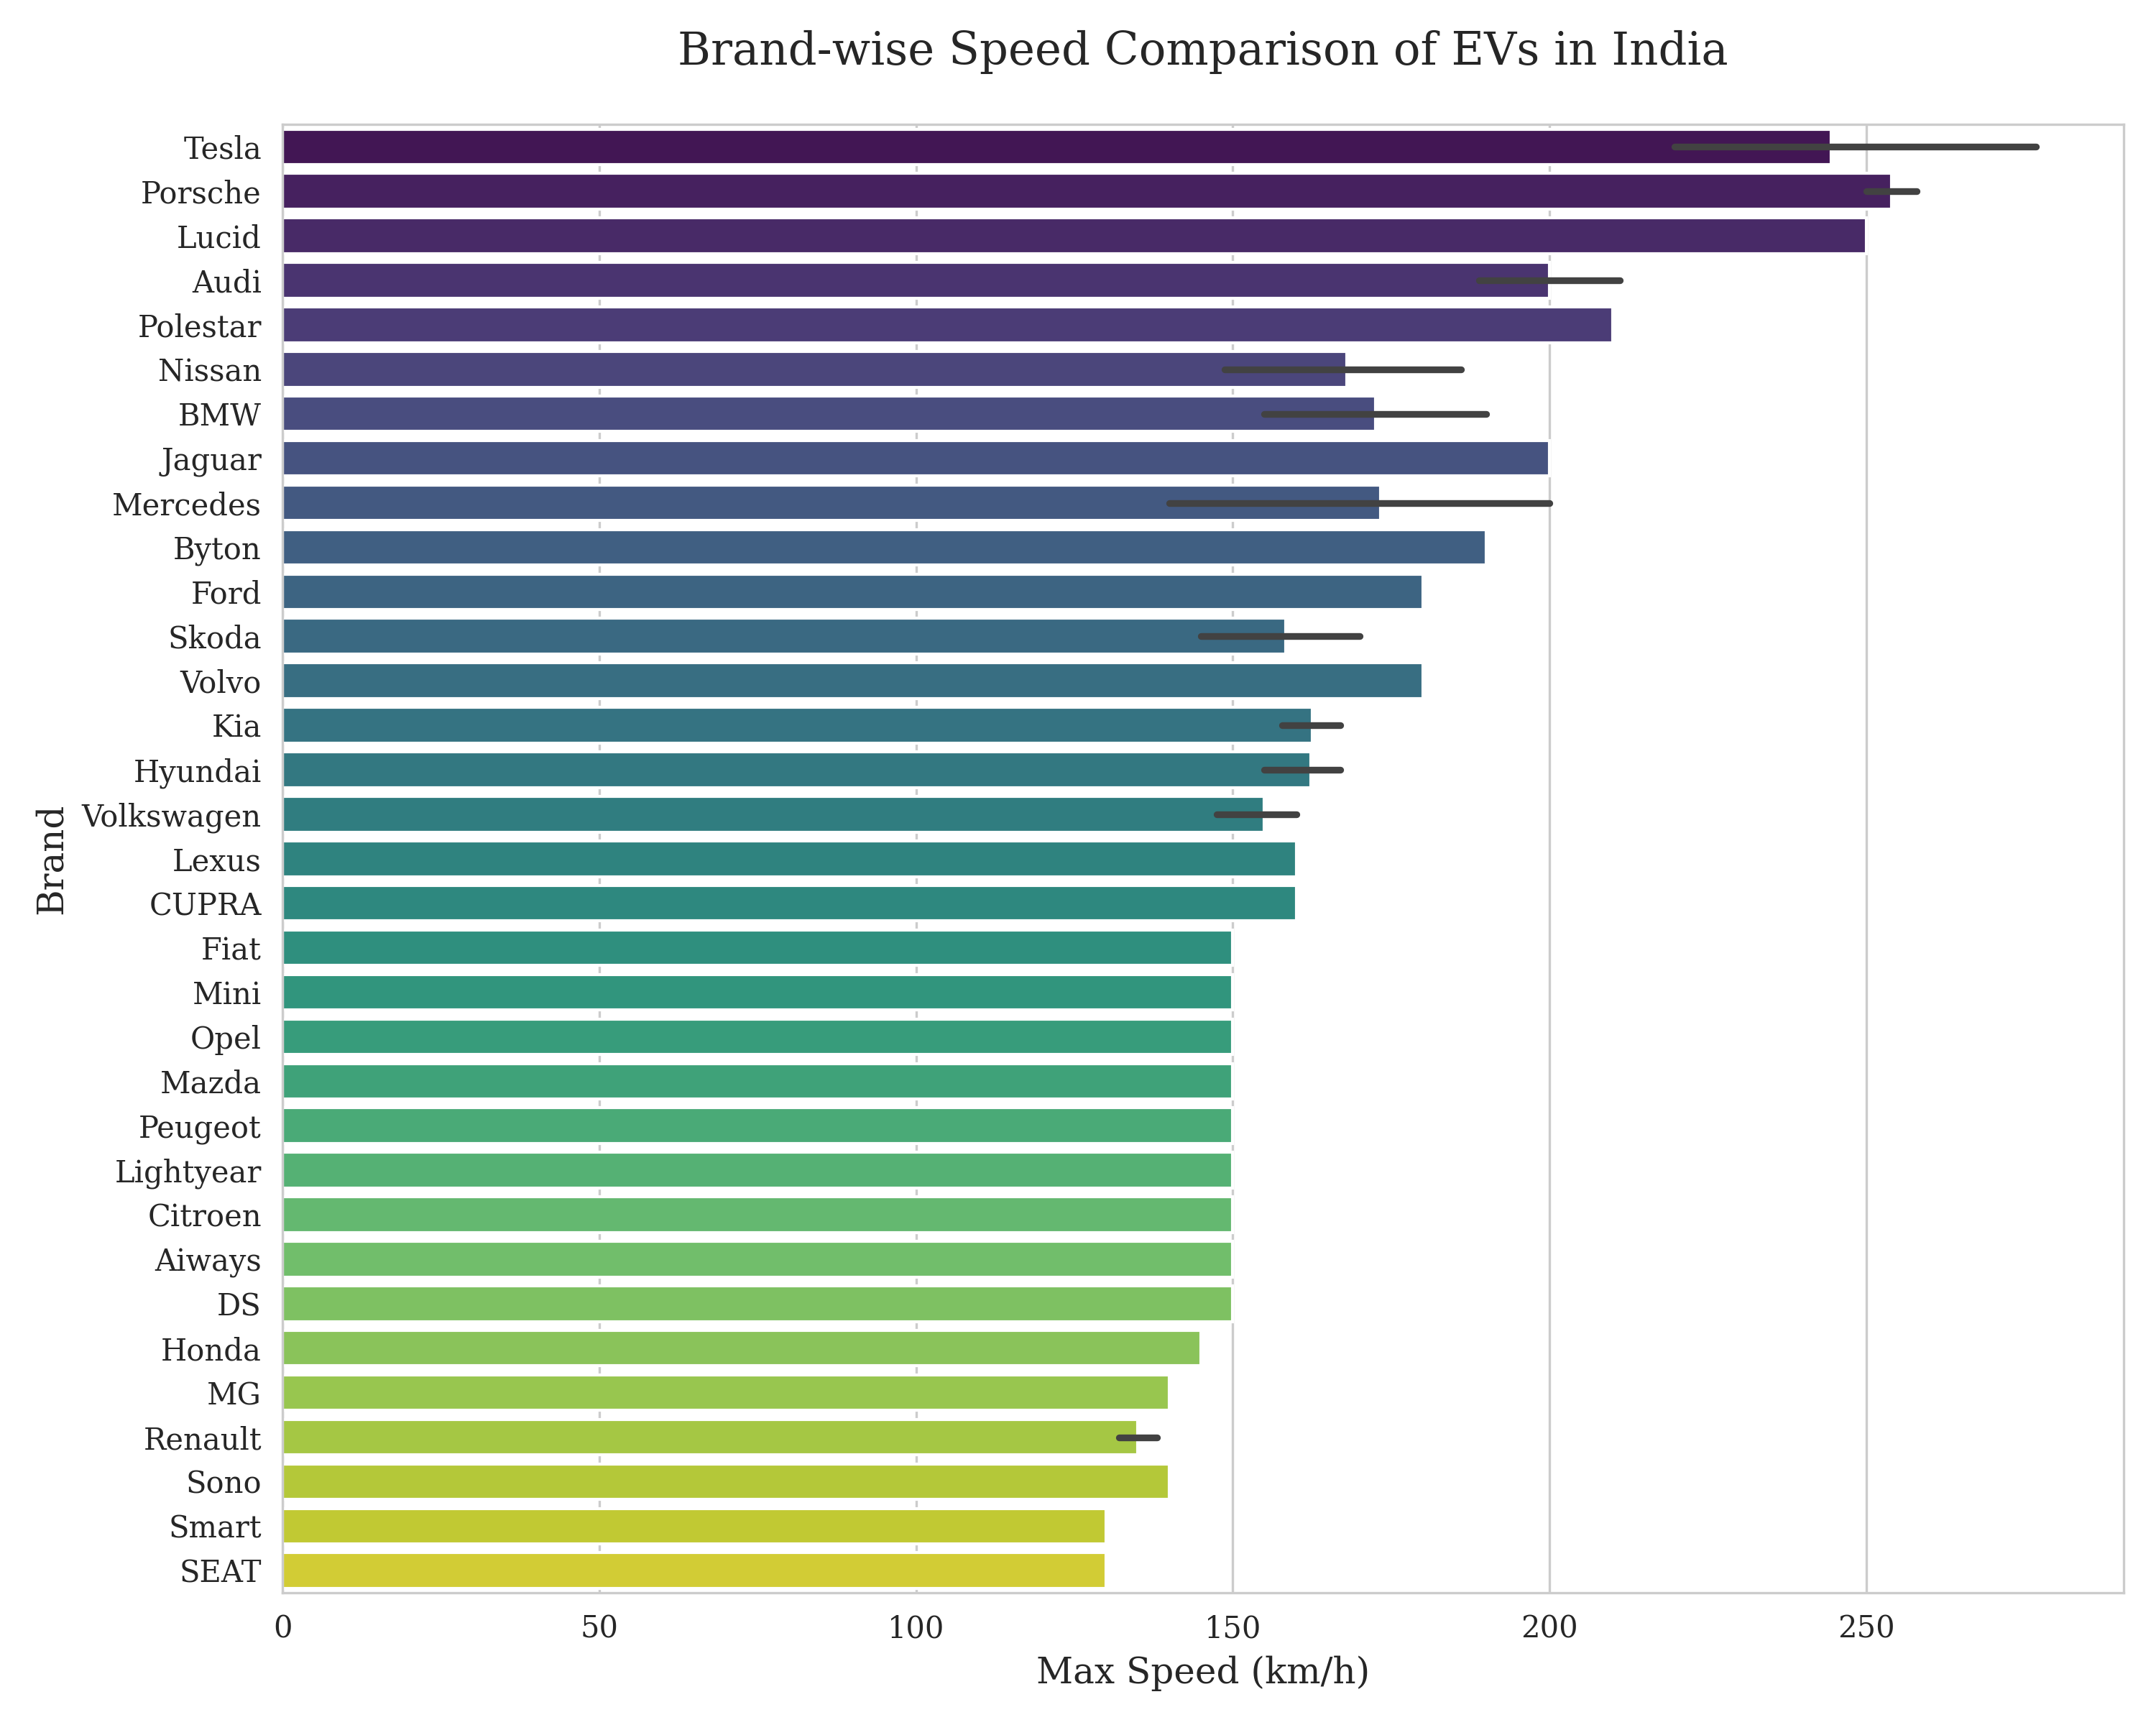 Brand-wise Speed Comparison of EVs in India
Tesla
Porsche
Lucid
Audi
Polestar
Nissan
BMW
Jaguar
Mercedes
Byton
Ford
Skoda
Volvo
Kia
Hyundai
Volkswagen
Lexus
CUPRA
Fiat
Mini
Opel
Mazda
Peugeot
Lightyear
Citroen
Aiways
DS
Honda
MG
Renault
Sono
Smart
SEAT
Brand
0 50 100 150 200 250
Max Speed (km/h)